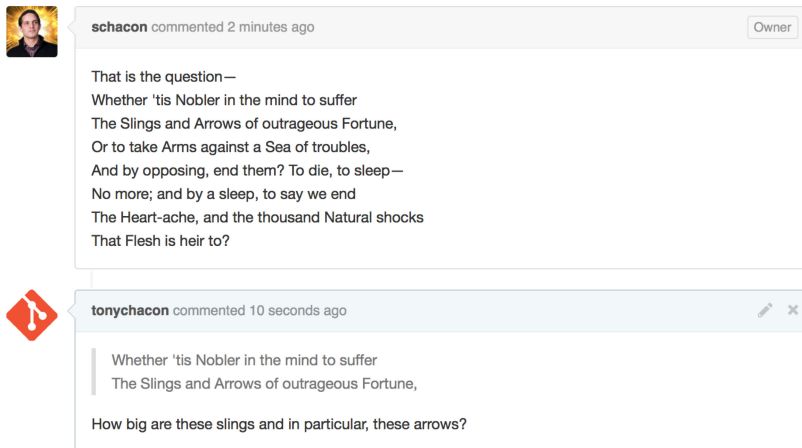 schacon commented 2 minutes ago
Owner
That is the question—
Whether 'tis Nobler in the mind to suffer
The Slings and Arrows of outrageous Fortune,
Or to take Arms against a Sea of troubles,
And by opposing, end them? To die, to sleep—
No more; and by a sleep, to say we end
The Heart-ache, and the thousand Natural shocks
That Flesh is heir to?
tonychacon commented 10 seconds ago
Whether 'tis Nobler in the mind to suffer
The Slings and Arrows of outrageous Fortune,
How big are these slings and in particular, these arrows?